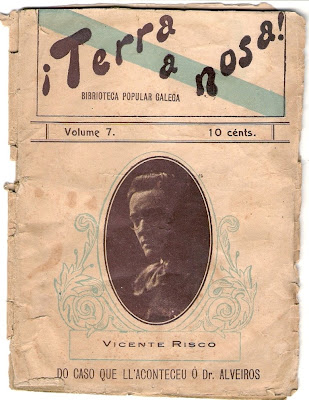 ¡Terra
a nosa!
BIBRIOTECA POPULAR GALEGA
Volume 7. 10 cénts.
VICENTE RISCO
DO CASO QUE LL'ACONTECEU Ô Dr. ALVEIROS